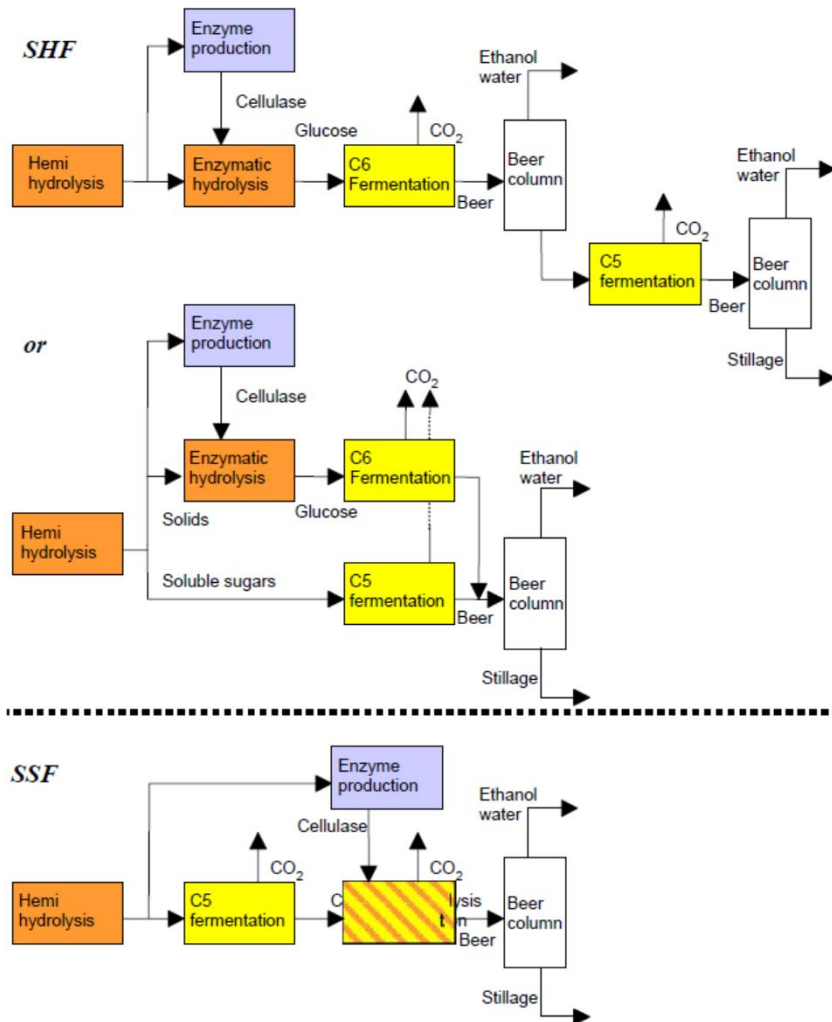 SHF
Enzyme
production
Cellulase
Hemi
hydrolysis
Enzymatic
hydrolysis
Glucose
C6
Fermentation
CO2
Beer
Ethanol
water
Beer
column
C5
fermentation
CO2
Beer
Ethanol
water
Beer
column
Stillage
or
Enzyme
production
Cellulase
Hemi
hydrolysis
Solids
Enzymatic
hydrolysis
Glucose
C6
Fermentation
CO2
Soluble sugars
C5
fermentation
Beer
Ethanol
water
Beer
column
Stillage
SSF
Enzyme
production
Cellulase
Hemi
hydrolysis
C5
fermentation
CO2
CO2
Beer
Ethanol
water
Beer
column
Stillage